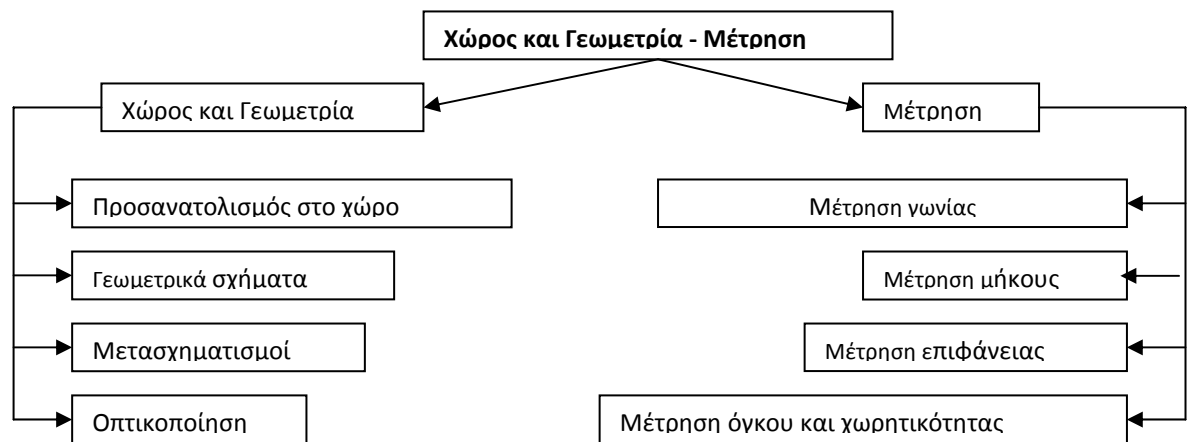 Χώρος και Γεωμετρία - Μέτρηση
Χώρος και Γεωμετρία
Μέτρηση
Προσανατολισμός στο χώρο
Μέτρηση γωνίας
Γεωμετρικά σχήματα
Μέτρηση μήκους
Μετασχηματισμοί
Μέτρηση επιφάνειας
Οπτικοποίηση
Μέτρηση όγκου και χωρητικότητας